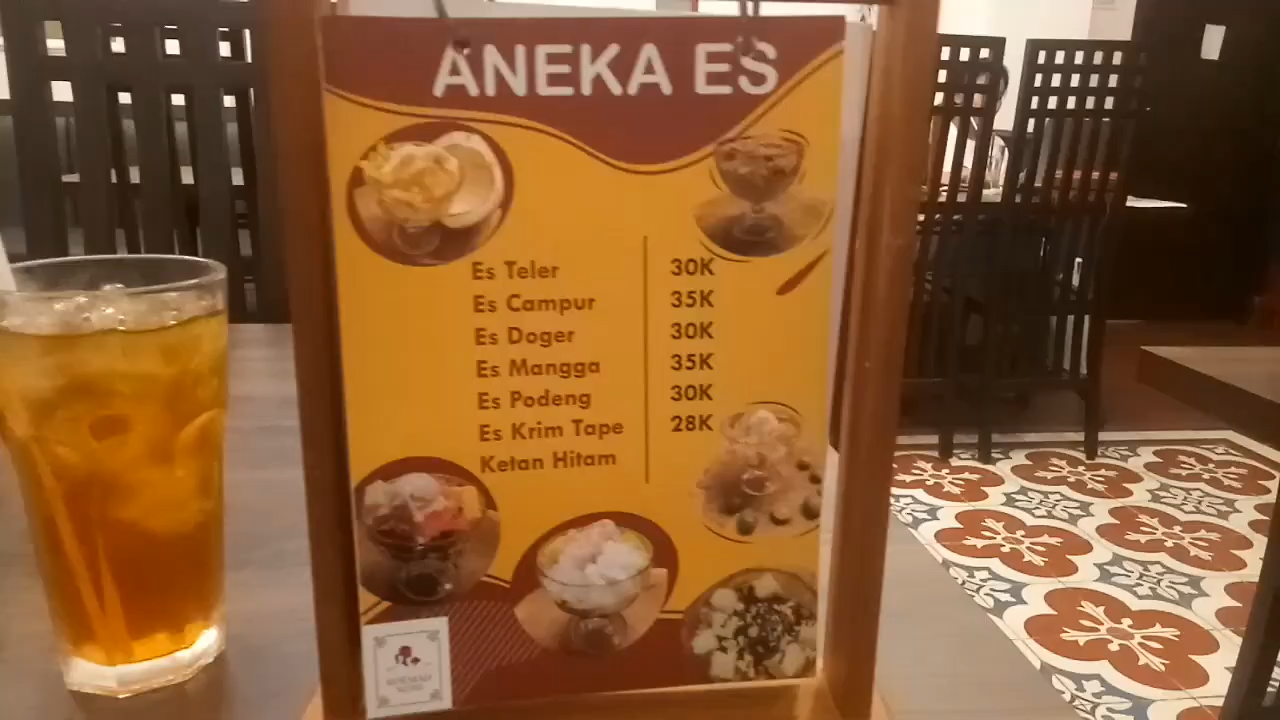 ANEKA ES
Es Teler 30K
Es Campur 35K
Es Doger 30K
Es Mangga 35K
Es Podeng 30K
Es Krim Tape 28K
Ketan Hitam